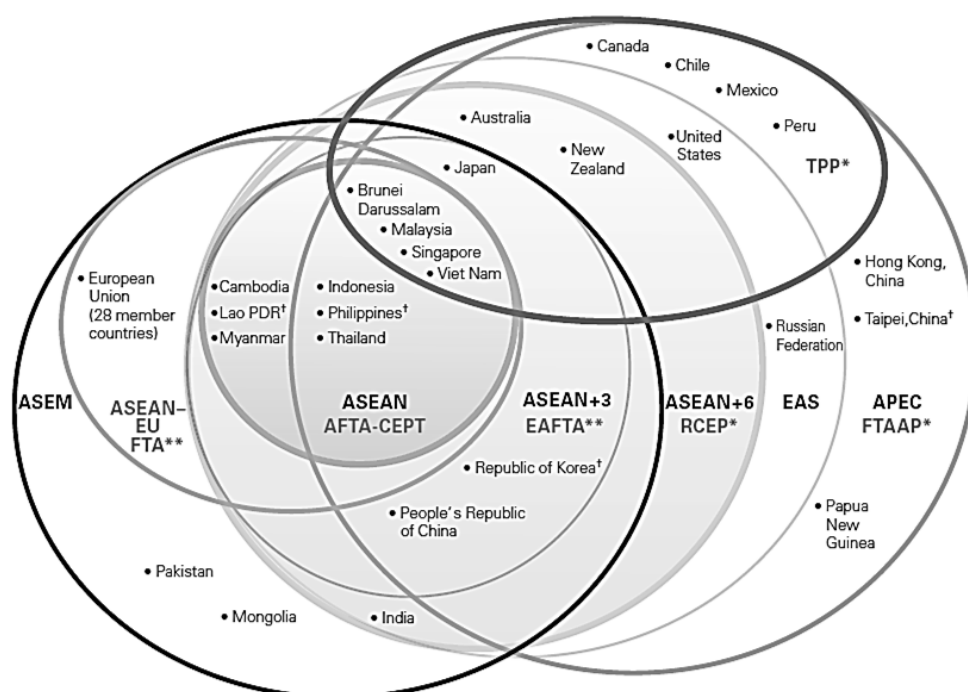 • Canada
• Chile
• Mexico
• Peru
TPP*
• Australia
• United
States
• New
Zealand
• Japan
• Brunei
Darussalam
• Malaysia
• Singapore
• Viet Nam
• European
Union
(28 member
countries)
• Cambodia
• Lao PDR†
• Myanmar
• Indonesia
• Philippines†
• Thailand
• Hong Kong,
China
• Taipei,China†
• Russian
Federation
ASEM
ASEAN–
EU
FTA**
ASEAN
AFTA-CEPT
ASEAN+3
EAFTA**
ASEAN+6
RCEP*
EAS
APEC
FTAAP*
• Republic of Korea†
• People's Republic
of China
• Papua
New
Guinea
• Pakistan
• Mongolia
• India